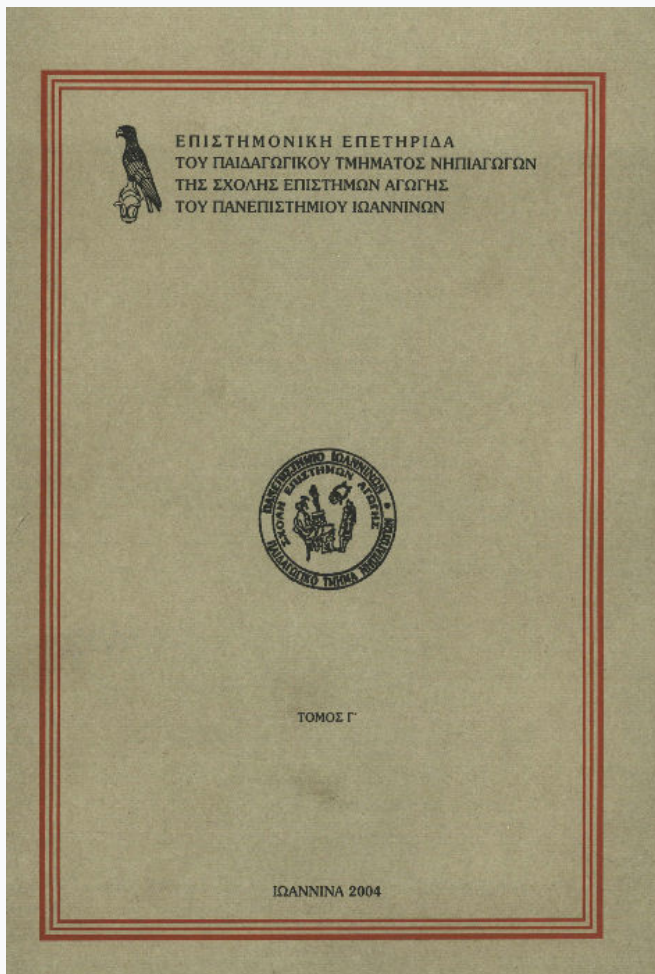 ΕΠΙΣΤΗΜΟΝΙΚΗ ΕΠΕΤΗΡΙΔΑ
ΤΟΥ ΠΑΙΔΑΓΩΓΙΚΟΥ ΤΜΗΜΑΤΟΣ ΝΗΠΙΑΓΩΓΩΝ
ΤΗΣ ΣΧΟΛΗΣ ΕΠΙΣΤΗΜΩΝ ΑΓΩΓΗΣ
ΤΟΥ ΠΑΝΕΠΙΣΤΗΜΙΟΥ ΙΩΑΝΝΙΝΩΝ
ΠΑΝΕΠΙΣΤΗΜΙΟ ΙΩΑΝΝΙΝΩΝ
ΣΧΟΛΗ ΕΠΙΣΤΗΜΩΝ ΑΓΩΓΗΣ
ΠΑΙΔΑΓΩΓΙΚΟ ΤΜΗΜΑ ΝΗΠΙΑΓΩΓΩΝ
ΤΟΜΟΣ Γ'
ΙΩΑΝΝΙΝΑ 2004